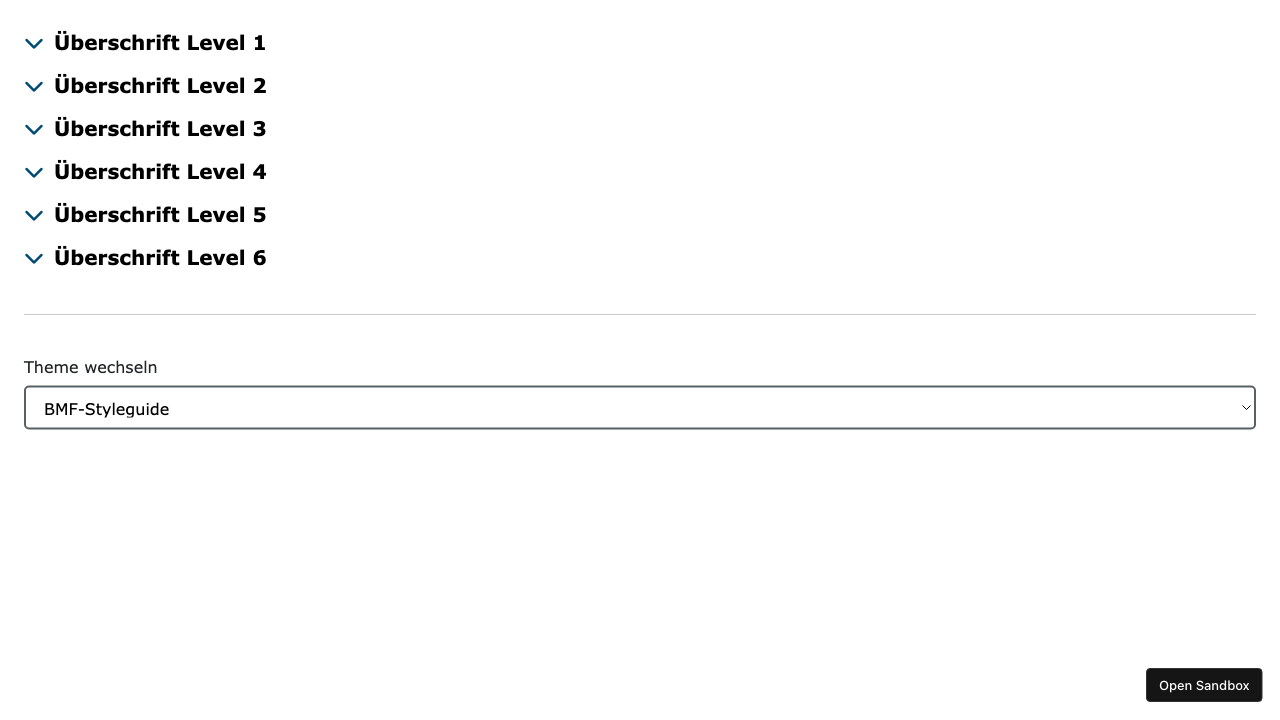 Überschrift Level 1
Überschrift Level 2
Überschrift Level 3
Überschrift Level 4
Überschrift Level 5
Überschrift Level 6
Theme wechseln
BMF-Styleguide
Open Sandbox